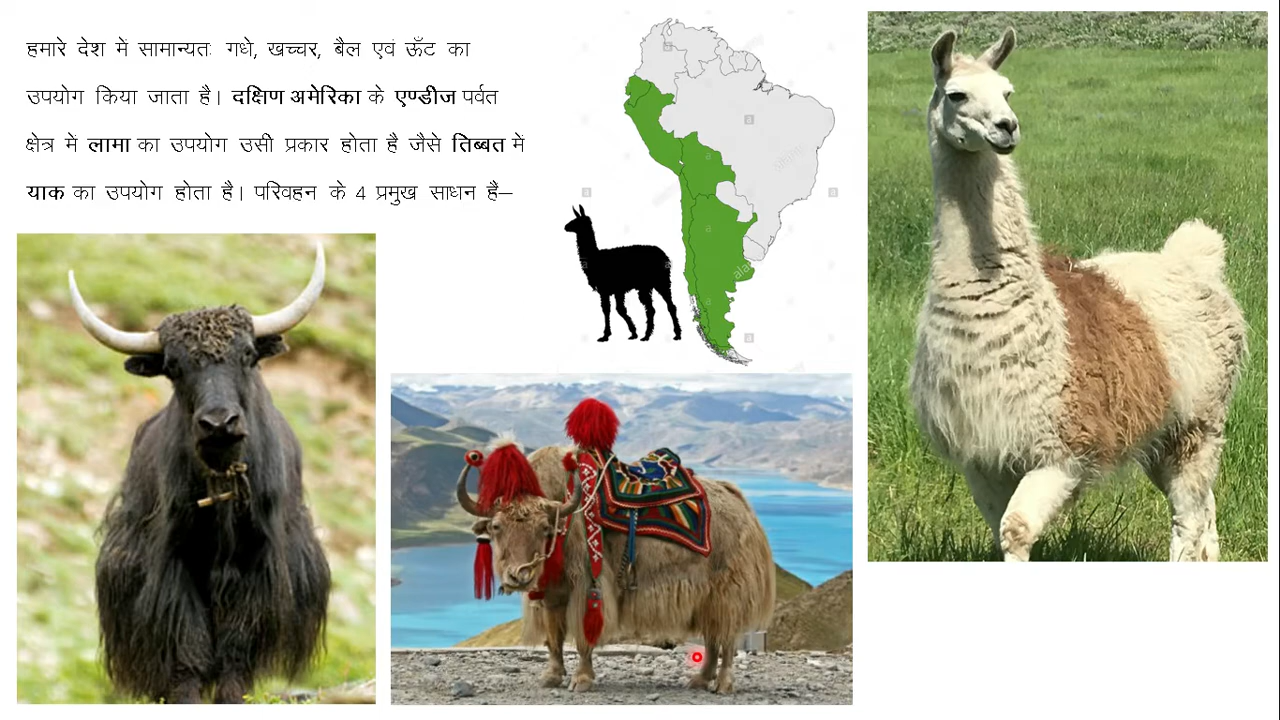 हमारे देश में सामान्यतः गधे, खच्चर, बैल एवं ऊँट का
उपयोग किया जाता है। दक्षिण अमेरिका के एण्डीज पर्वत
क्षेत्र में लामा का उपयोग उसी प्रकार होता है जैसे तिब्बत में
याक का उपयोग होता है। परिवहन के 4 प्रमुख साधन हैं–